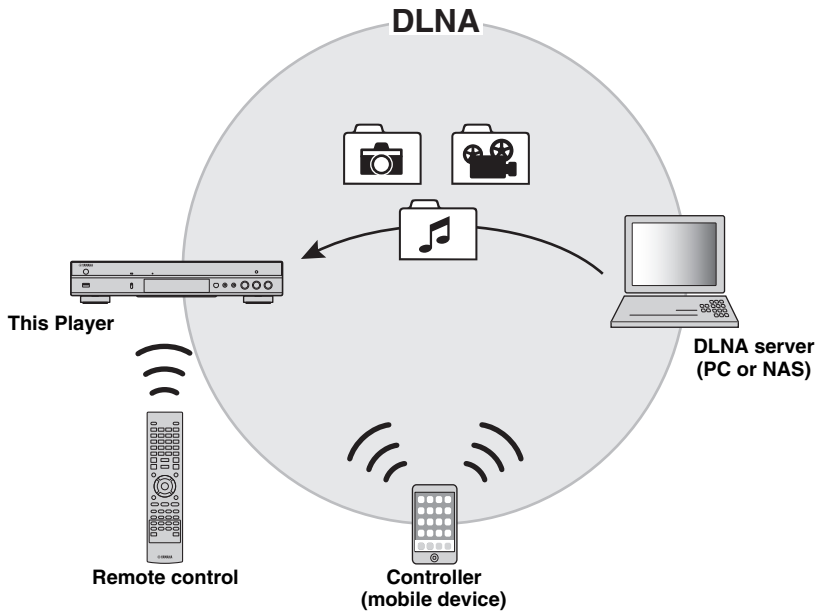 DLNA
This Player
DLNA server
(PC or NAS)
Remote control
Controller
(mobile device)